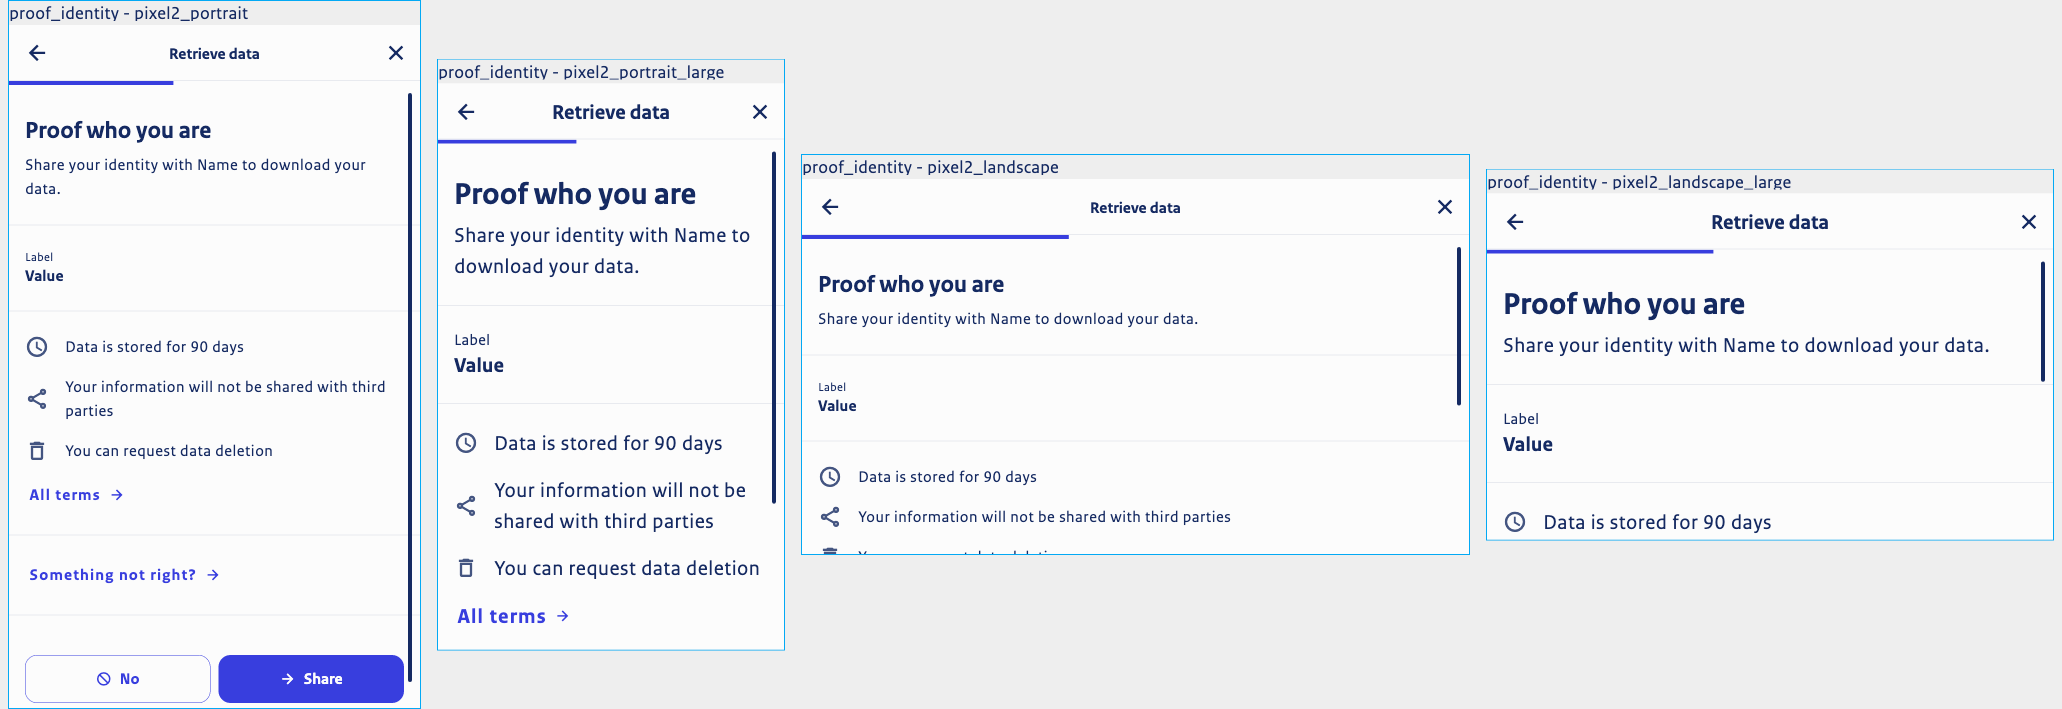 proof_identity - pixel2_portrait
Retrieve data
Proof who you are
Share your identity with Name to download your
data.
Label
Value
Data is stored for 90 days
Your information will not be shared with third
parties
You can request data deletion
All terms
Something not right?
No
Share
proof_identity - pixel2_portrait_large
Retrieve data
Proof who you are
Share your identity with Name to
download your data.
Label
Value
Data is stored for 90 days
Your information will not be
shared with third parties
You can request data deletion
All terms
proof_identity - pixel2_landscape
Retrieve data
Proof who you are
Share your identity with Name to download your data.
Label
Value
Data is stored for 90 days
Your information will not be shared with third parties
proof_identity - pixel2_landscape_large
Retrieve data
Proof who you are
Share your identity with Name to download your data.
Label
Value
Data is stored for 90 days